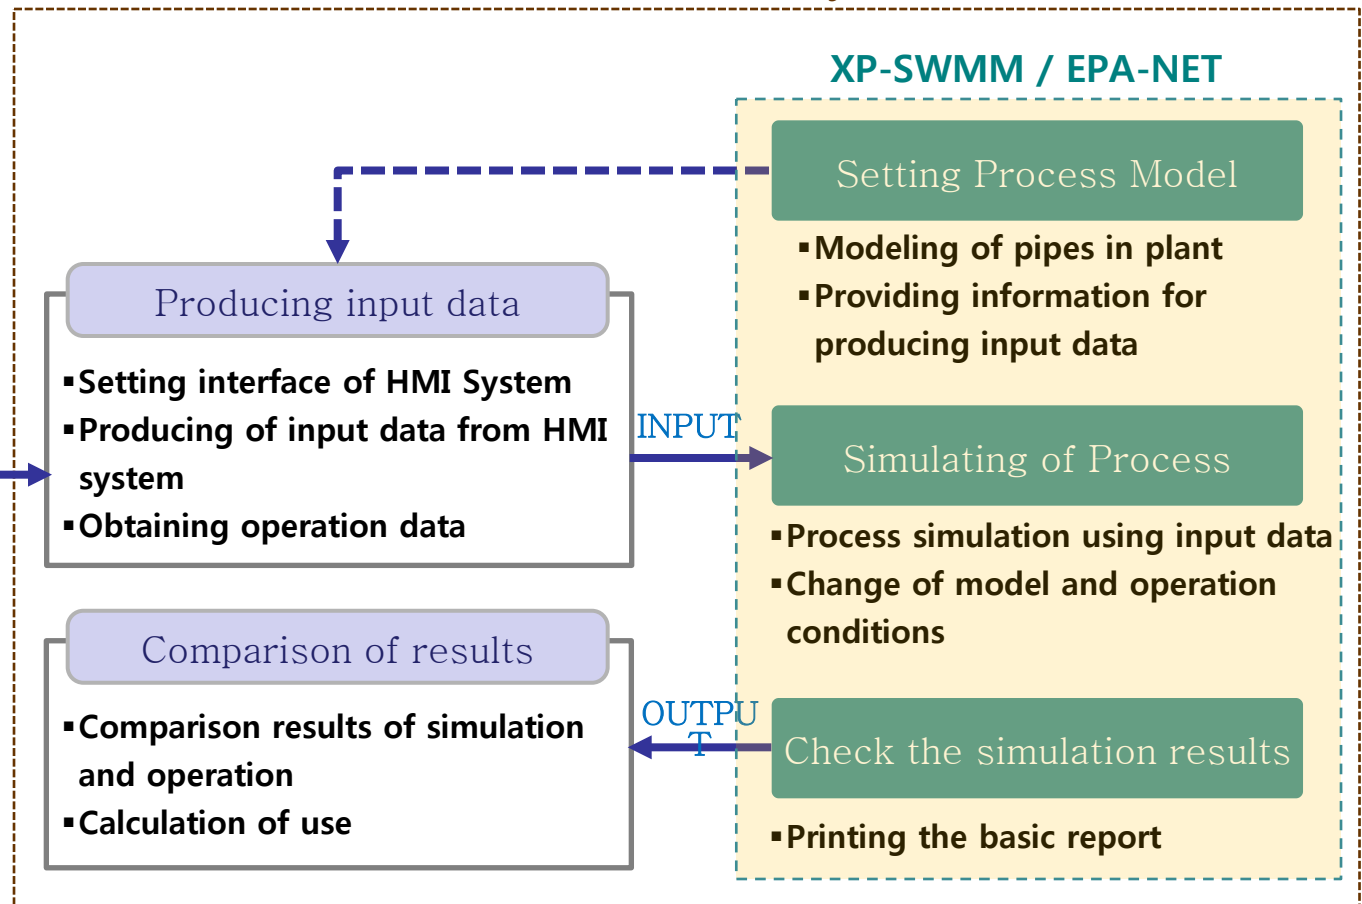 XP-SWMM / EPA-NET
Setting Process Model
▪Modeling of pipes in plant
▪Providing information for
producing input data
Producing input data
▪Setting interface of HMI System
▪Producing of input data from HMI
system
▪Obtaining operation data
INPUT
Simulating of Process
▪Process simulation using input data
▪Change of model and operation
conditions
Comparison of results
▪Comparison results of simulation
and operation
▪Calculation of use
OUTPU
T
Check the simulation results
▪Printing the basic report